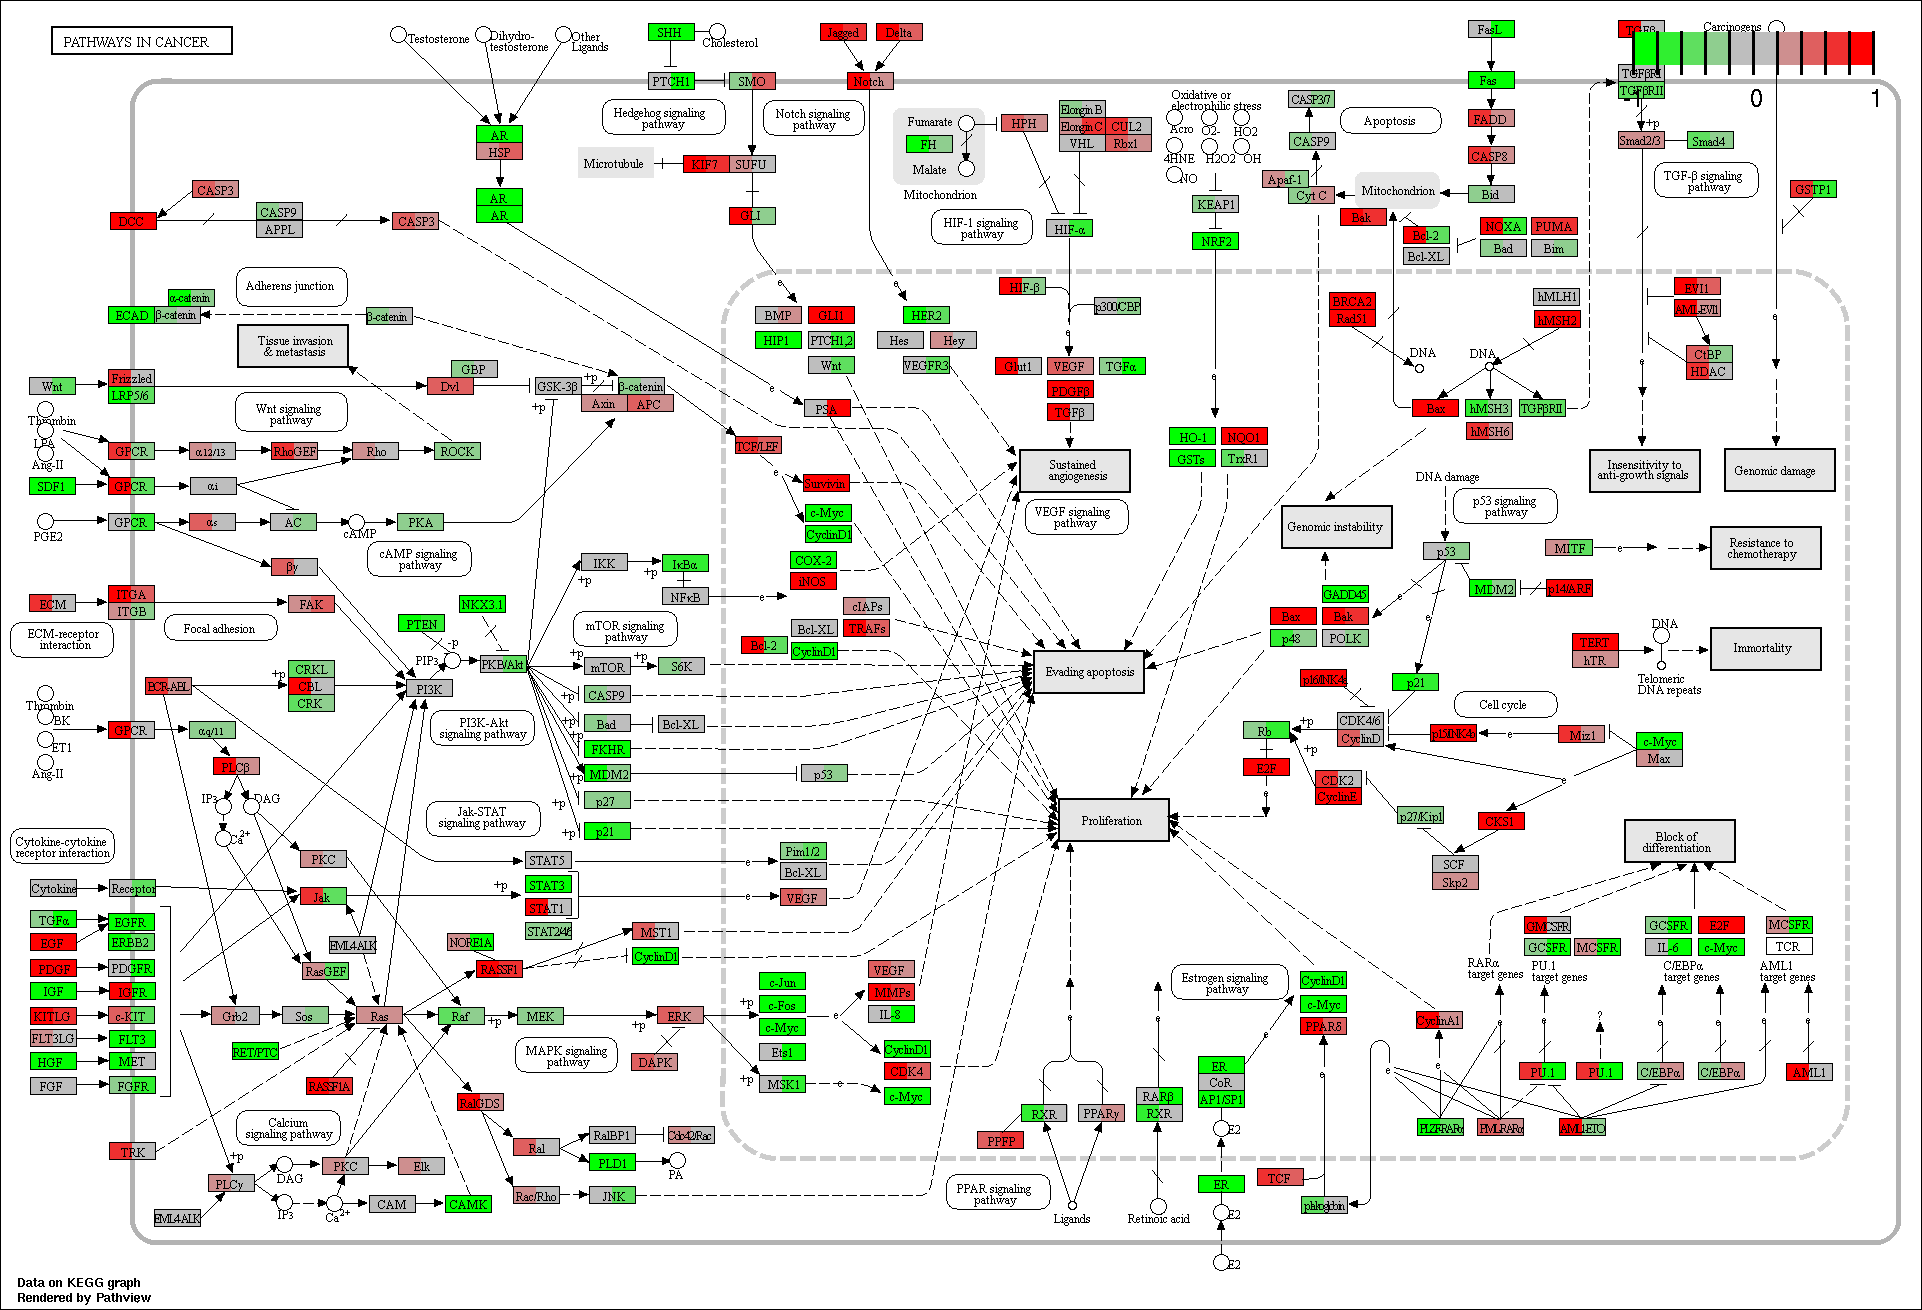 PATHWAYS IN CANCER
Testosterone
Dihydro-
testosterone
Other
Ligands
SHH
Cholesterol
Jagged
Delta
FasL
Carcinogens
PTCH1
SMO
Notch
Fas
TGFβRI
TGFβRII
-1
0
1
Hedgehog signaling
pathway
Notch signaling
pathway
Oxidative or
electrophilic stress
CASP3/7
Apoptosis
FADD
+p
AR
HSP
Microtubule
KIF7
SUFU
Fumarate
FH
Malate
Mitochondrion
HPH
Elongin B
Elongin C
CUL2
VHL
Rbx1
Acro
O2-
HO2
4HNE
H2O2
OH
NO
CASP9
CASP8
Smad2/3
Smad4
TGF-β signaling
pathway
CASP3
AR
AR
GLI
HIF-1 signaling
pathway
HIF-α
KEAP1
NRF2
Apaf-1
Cyt C
Mitochondrion
Bid
Bak
Bcl-2
Bcl-XL
NOXA
PUMA
Bad
Bim
GSTP1
DCC
CASP9
APPL
CASP3
Adherens junction
α-catenin
ECAD
β-catenin
β-catenin
Tissue invasion
& metastasis
e
e
BMP
GLI1
HIP1
PTCH1,2
Wnt
HER2
Hes
Hey
VEGFR3
HIF-β
p300/CBP
e
Glut1
VEGF
TGFα
PDGFβ
TGFβ
BRCA2
Rad51
hMLH1
hMSH2
DNA
DNA
EVI1
AML-EVI1
CtBP
HDAC
e
e
Wnt
Frizzled
LRP5/6
Dvl
GBP
GSK-3β
+p
+p
β-catenin
Axin
APC
Wnt signaling
pathway
PSA
e
e
Bax
hMSH3
TGFβRII
hMSH6
Thrombin
LPA
Ang-II
GPCR
α12/13
RhoGEF
Rho
ROCK
TCF/LEF
e
HO-1
NQO1
GSTs
TrxR1
Sustained
angiogenesis
Insensitivity to
anti-growth signals
Genomic damage
SDF1
GPCR
αi
Survivin
c-Myc
CyclinD1
VEGF signaling
pathway
Genomic instability
DNA damage
p53 signaling
pathway
PGE2
GPCR
αs
AC
cAMP
PKA
cAMP signaling
pathway
βγ
IKK
+p
+p
IκBα
NFκB
e
COX-2
iNOS
p53
MITF
e
Resistance to
chemotherapy
ECM
ITGA
ITGB
FAK
NKX3.1
PTEN
GADD45
MDM2
p14/ARF
e
e
ECM-receptor
interaction
Focal adhesion
mTOR signaling
pathway
cIAPs
Bcl-XL
TRAFs
Bcl-2
CyclinD1
Bax
Bak
p48
POLK
TERT
hTR
DNA
Telomeric
DNA repeats
Immortality
-p
PIP3
PKB/Akt
+p
mTOR
+p
S6K
Evading apoptosis
BCR-ABL
+p
CRKL
CBL
CRK
PI3K
+p
CASP9
p16/INK4a
p21
Cell cycle
Thrombin
BK
ET1
Ang-II
GPCR
αq/11
PI3K-Akt
signaling pathway
+p
Bad
Bcl-XL
FKHR
+p
MDM2
p53
+p
p27
+p
p21
Rb
+p
CDK4/6
CyclinD
p15/INK4b
e
Miz1
c-Myc
Max
PLCβ
E2F
+p
CDK2
CyclinE
e
e
IP3
DAG
Ca2+
Jak-STAT
signaling pathway
Proliferation
p27/Kip1
CKS1
Block of
differentiation
Cytokine-cytokine
receptor interaction
PKC
STAT5
e
Pim1/2
Bcl-XL
SCF
Skp2
Cytokine
Receptor
Jak
+p
STAT3
STAT1
STAT2/4/6
e
VEGF
TGFα
EGFR
EGF
ERBB2
EML4ALK
NORE1A
MST1
CyclinD1
GMCSFR
GCSFR
MCSFR
GCSFR
E2F
IL-6
c-Myc
MCSFR
TCR
PDGF
PDGFR
RasGEF
RASSF1
RARα
target genes
PU.1
target genes
C/EBPα
target genes
AML1
target genes
IGF
IGFR
c-Jun
VEGF
MMPs
IL-8
Estrogen signaling
pathway
CyclinD1
c-Myc
PPARδ
KITLG
c-KIT
Grb2
Sos
Ras
Raf
+p
MEK
+p
ERK
+p
c-Fos
c-Myc
e
e
CyclinA1
?
FLT3LG
FLT3
RET/PTC
MAPK signaling
pathway
DAPK
Ets1
CyclinD1
CDK4
HGF
MET
+p
MSK1
e
c-Myc
ER
CoR
AP1/SP1
e
e
PU.1
PU.1
C/EBPα
C/EBPα
AML1
FGF
FGFR
RASSF1A
RalGDS
RXR
PPARγ
RARβ
RXR
PLZFRARα
PMLRARα
AML1ETO
Calcium
signaling pathway
TRK
+p
Ral
RalBP1
Cdc42/Rac
PLD1
PA
PPFP
E2
PLCγ
DAG
IP3
PKC
Elk
Ca2+
CAM
CAMK
EML4ALK
Rac/Rho
JNK
PPAR signaling
pathway
Ligands
Retinoic acid
ER
E2
E2
TCF
Data on KEGG graph
Rendered by Pathview